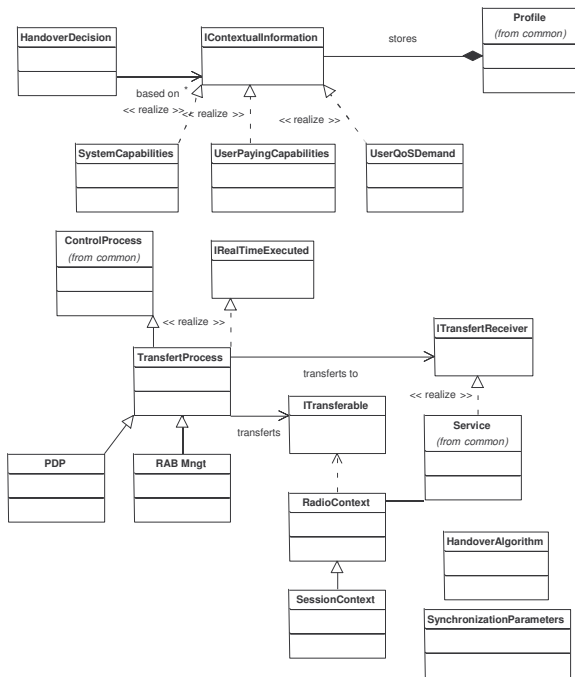 Profile
(from common)
HandoverDecision
IContextualInformation
stores
based on *
<< realize >>
<< realize >>
<< realize >>
SystemCapabilities
UserPayingCapabilities
UserQoSDemand
ControlProcess
(from common)
IRealTimeExecuted
<< realize >>
ITransfertReceiver
TransfertProcess
transferts to
<< realize >>
ITransferable
transferts
Service
(from common)
PDP
RAB Mngt
RadioContext
HandoverAlgorithm
SessionContext
SynchronizationParameters